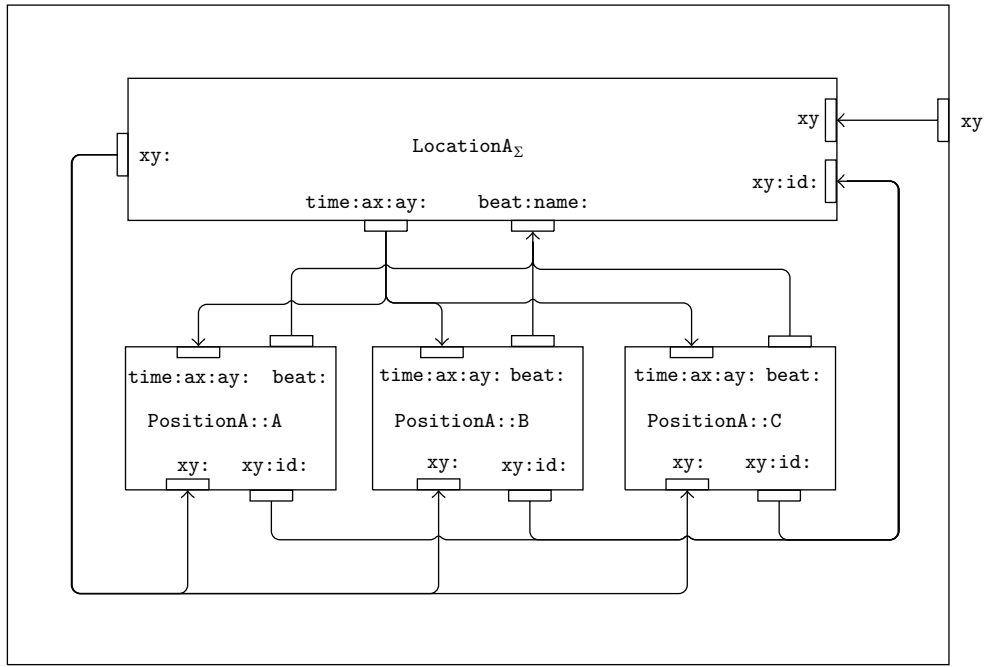 xy
xy
LocationA_Σ
xy:
xy:id:
time:ax:ay: beat:name:
time:ax:ay: beat: time:ax:ay: beat: time:ax:ay: beat:
PositionA::A PositionA::B PositionA::C
xy: xy:id: xy: xy:id: xy: xy:id: